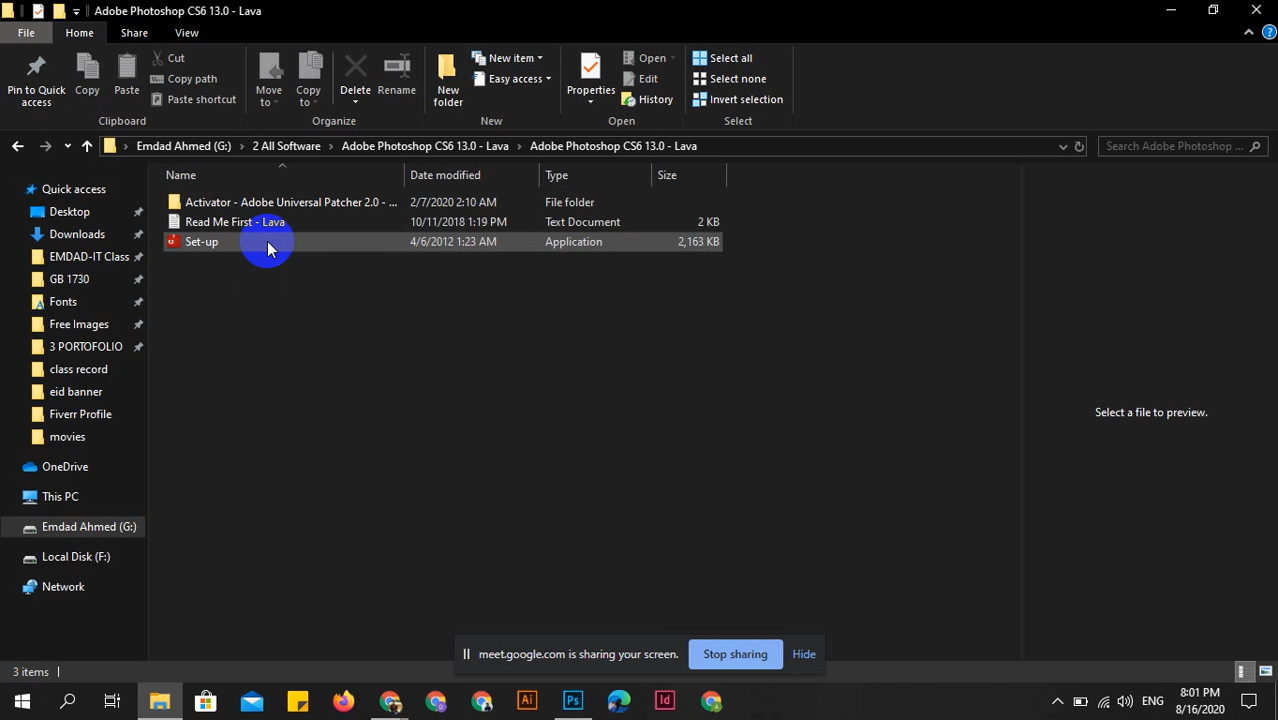 Adobe Photoshop CS6 13.0 - Lava
File Home Share View
Pin to Quick access
Copy
Paste
Cut
Copy path
Paste shortcut
Clipboard
Move to
Copy to
Delete
Rename
Organize
New folder
New item
Easy access
New
Properties
Open
Edit
History
Open
Select all
Select none
Invert selection
Select
Emdad Ahmed (G:) › 2 All Software › Adobe Photoshop CS6 13.0 - Lava › Adobe Photoshop CS6 13.0 - Lava
Search Adobe Photoshop ...
Name Date modified Type Size
Activator - Adobe Universal Patcher 2.0 - ... 2/7/2020 2:10 AM File folder
Read Me First - Lava 10/11/2018 1:19 PM Text Document 2 KB
Set-up 4/6/2012 1:23 AM Application 2,163 KB
Quick access
Desktop
Downloads
EMDAD-IT Class
GB 1730
Fonts
Free Images
3 PORTOFOLIO
class record
eid banner
Fiverr Profile
movies
OneDrive
This PC
Emdad Ahmed (G:)
Local Disk (F:)
Network
Select a file to preview.
meet.google.com is sharing your screen. Stop sharing Hide
3 items
Ai
Ps
Id
ENG
8:01 PM
8/16/2020